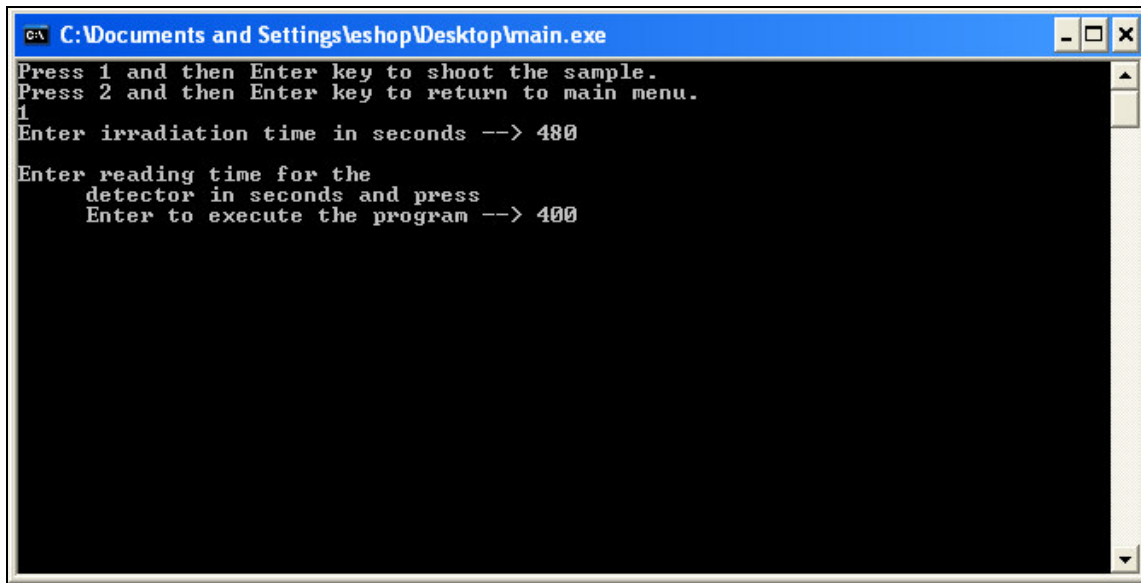 C:\Documents and Settings\eshop\Desktop\main.exe
Press 1 and then Enter key to shoot the sample.
Press 2 and then Enter key to return to main menu.
1
Enter irradiation time in seconds --> 480
Enter reading time for the
detector in seconds and press
Enter to execute the program --> 400